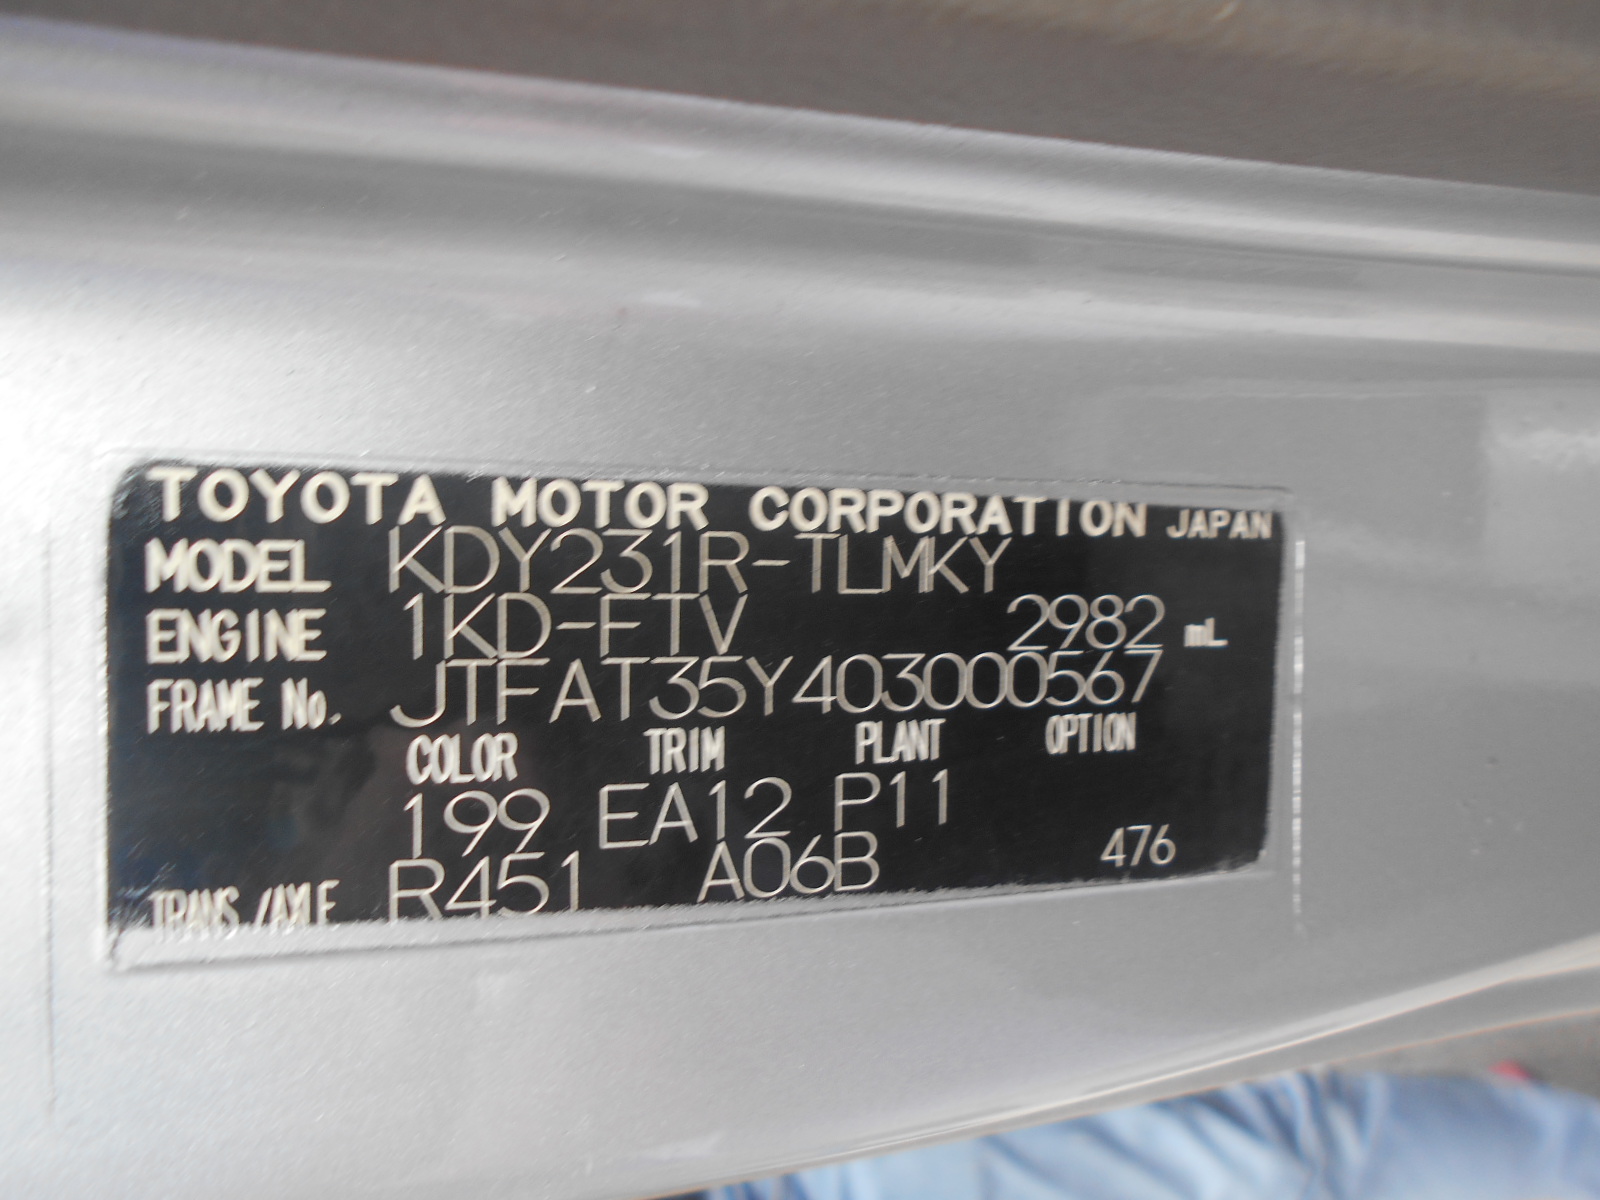 TOYOTA MOTOR CORPORATION JAPAN
MODEL KDY231R-TLMKY
ENGINE 1KD-FTV 2982 mL
FRAME No. JTFAT35Y403000567
COLOR TRIM PLANT OPTION
199 EA12 P11
TRANS./AXLE R451 A06B 476